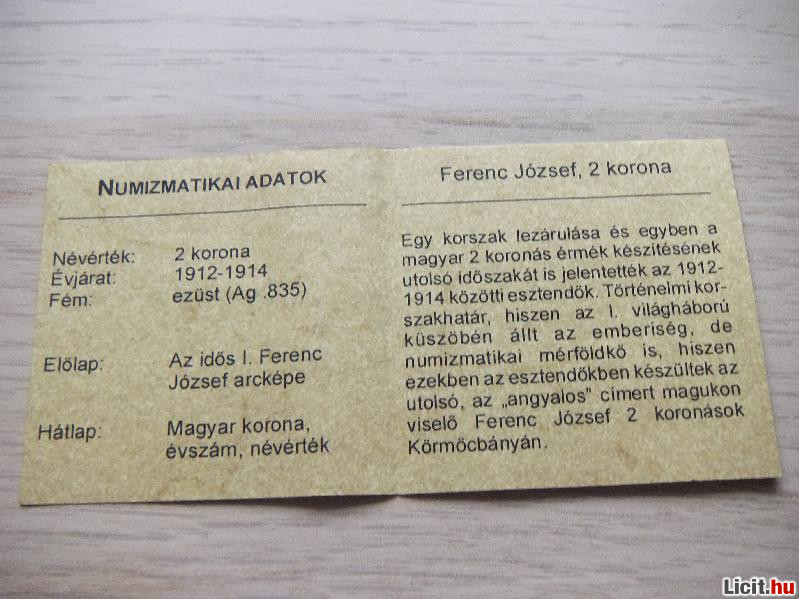 NUMIZMATIKAI ADATOK
Névérték: 2 korona
Évjárat: 1912-1914
Fém: ezüst (Ag .835)
Előlap: Az idős I. Ferenc
József arcképe
Hátlap: Magyar korona,
évszám, névérték
Ferenc József, 2 korona
Egy korszak lezárulása és egyben a
magyar 2 koronás érmék készítésének
utolsó időszakát is jelentették az 1912-
1914 közötti esztendők. Történelmi kor-
szakhatár, hiszen az I. világháború
küszöbén állt az emberiség, de
numizmatikai mérföldkő is, hiszen
ezekben az esztendőkben készültek az
utolsó, az „angyalos" címert magukon
viselő Ferenc József 2 koronások
Körmöcbányán.
Licit.hu